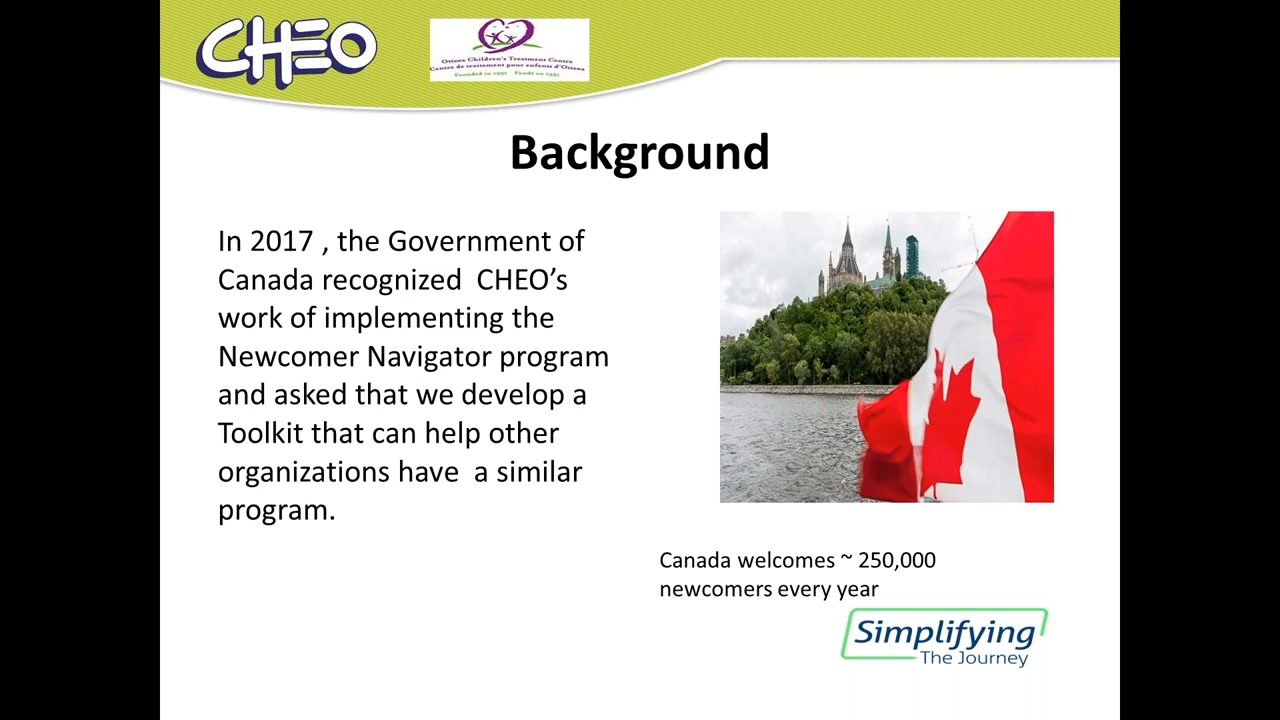 CHEO
Ottawa Children's Treatment Centre
Centre de traitement pour enfants d'Ottawa
Founded in 1951 Fondé en 1951
Background
In 2017 , the Government of
Canada recognized CHEO’s
work of implementing the
Newcomer Navigator program
and asked that we develop a
Toolkit that can help other
organizations have a similar
program.
Canada welcomes ~ 250,000
newcomers every year
Simplifying
The Journey